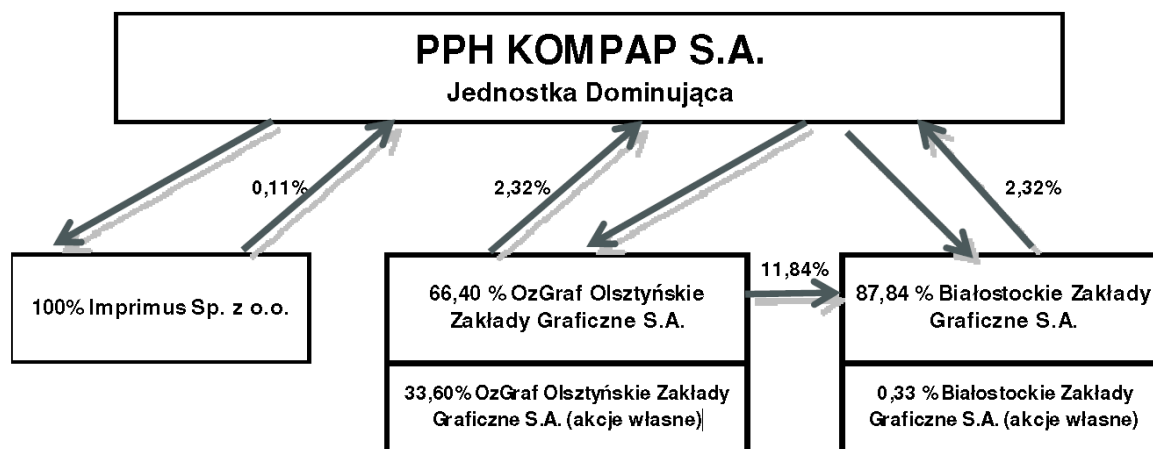 PPH KOMPAP S.A.
Jednostka Dominująca
0,11%
2,32%
2,32%
11,84%
100% Imprimus Sp. z o.o.
66,40 % OzGraf Olsztyńskie
Zakłady Graficzne S.A.
87,84 % Białostockie Zakłady
Graficzne S.A.
33,60% OzGraf Olsztyńskie Zakłady
Graficzne S.A. (akcje własne)
0,33 % Białostockie Zakłady
Graficzne S.A. (akcje własne)